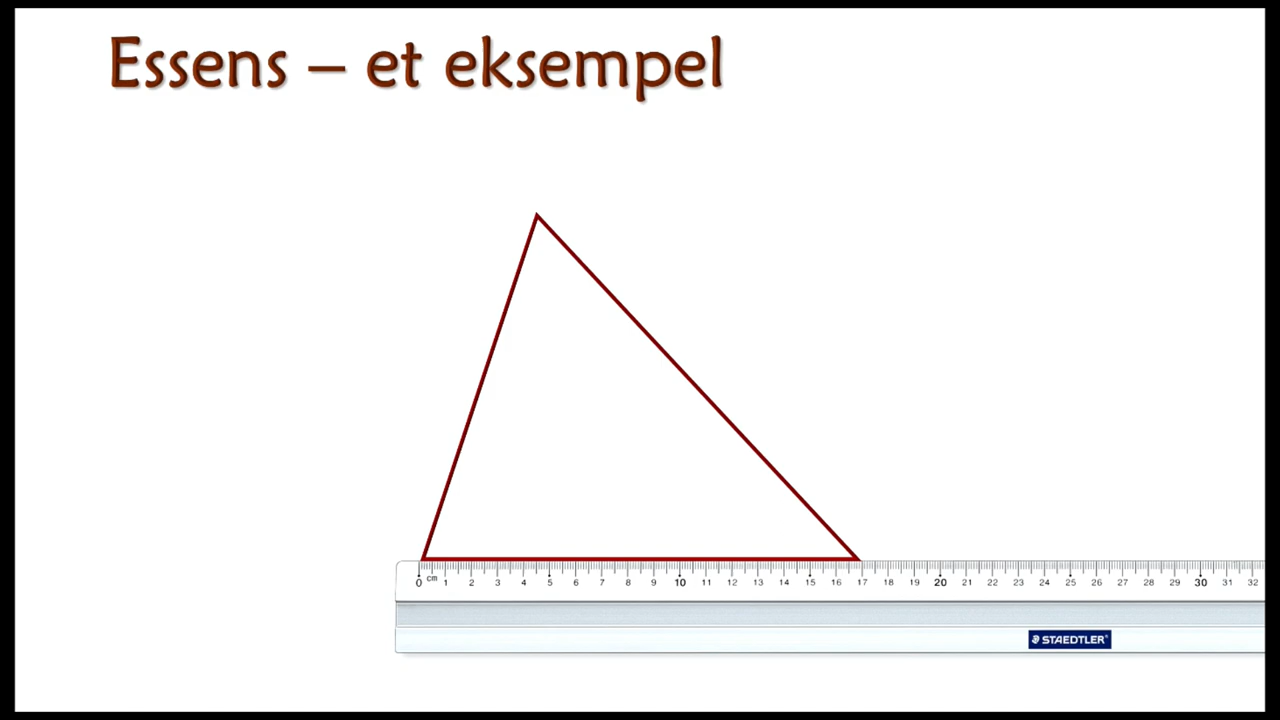 Essens – et eksempel
0 cm 1 2 3 4 5 6 7 8 9 10 11 12 13 14 15 16 17 18 19 20 21 22 23 24 25 26 27 28 29 30 31 32
STAEDTLER